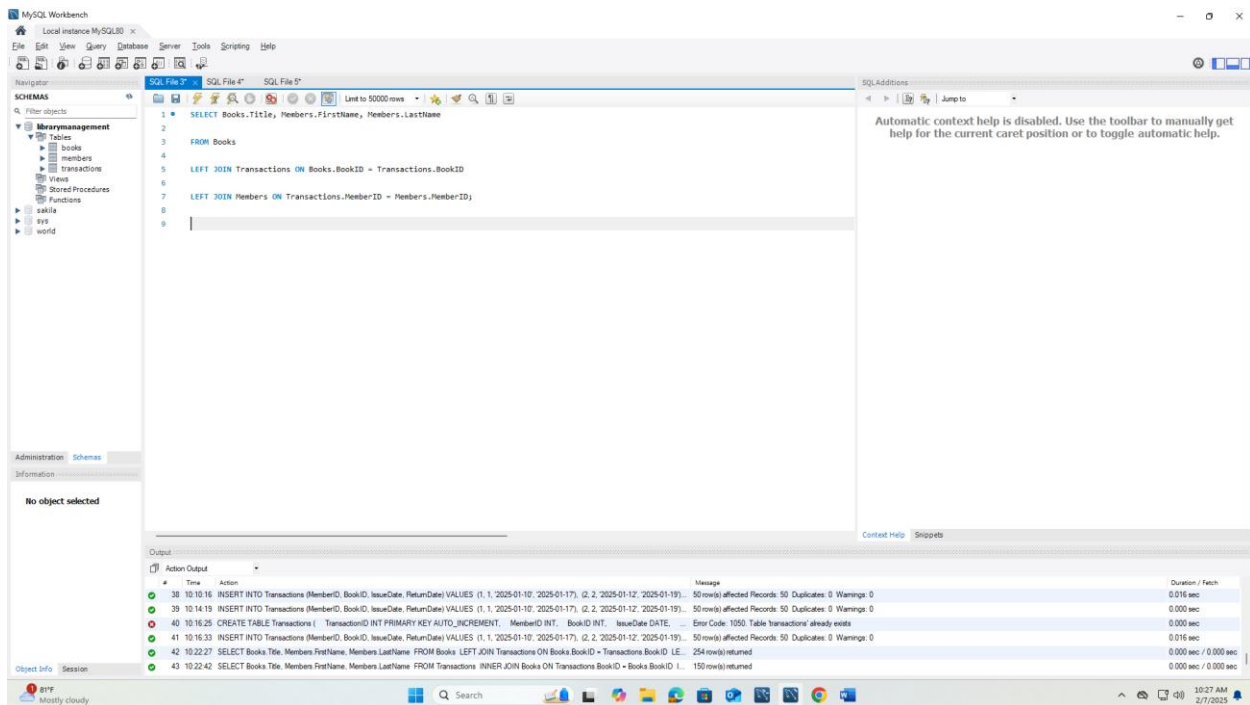 MySQL Workbench
Local instance MySQL80 ×
File Edit View Query Database Server Tools Scripting Help
Navigator
SCHEMAS
Filter objects
librarymanagement
Tables
books
members
transactions
Views
Stored Procedures
Functions
sakila
sys
world
Administration Schemas
Information
No object selected
Object Info Session
SQL File 3* × SQL File 4* SQL File 5*
Limit to 50000 rows
1 SELECT Books.Title, Members.FirstName, Members.LastName
2
3 FROM Books
4
5 LEFT JOIN Transactions ON Books.BookID = Transactions.BookID
6
7 LEFT JOIN Members ON Transactions.MemberID = Members.MemberID;
8
9
SQLAdditions
Jump to
Automatic context help is disabled. Use the toolbar to manually get
help for the current caret position or to toggle automatic help.
Context Help Snippets
Output
Action Output
# Time Action Message Duration / Fetch
38 10:10:16 INSERT INTO Transactions (MemberID, BookID, IssueDate, ReturnDate) VALUES (1, 1, '2025-01-10', '2025-01-17'), (2, 2, '2025-01-12', '2025-01-19')... 50 row(s) affected Records: 50 Duplicates: 0 Warnings: 0 0.016 sec
39 10:14:19 INSERT INTO Transactions (MemberID, BookID, IssueDate, ReturnDate) VALUES (1, 1, '2025-01-10', '2025-01-17'), (2, 2, '2025-01-12', '2025-01-19')... 50 row(s) affected Records: 50 Duplicates: 0 Warnings: 0 0.000 sec
40 10:16:25 CREATE TABLE Transactions ( TransactionID INT PRIMARY KEY AUTO_INCREMENT, MemberID INT, BookID INT, IssueDate DATE, ... Error Code: 1050. Table 'transactions' already exists 0.000 sec
41 10:16:33 INSERT INTO Transactions (MemberID, BookID, IssueDate, ReturnDate) VALUES (1, 1, '2025-01-10', '2025-01-17'), (2, 2, '2025-01-12', '2025-01-19')... 50 row(s) affected Records: 50 Duplicates: 0 Warnings: 0 0.016 sec
42 10:22:27 SELECT Books.Title, Members.FirstName, Members.LastName FROM Books LEFT JOIN Transactions ON Books.BookID = Transactions.BookID LE... 254 row(s) returned 0.000 sec / 0.000 sec
43 10:22:42 SELECT Books.Title, Members.FirstName, Members.LastName FROM Transactions INNER JOIN Books ON Transactions.BookID = Books.BookID I... 150 row(s) returned 0.000 sec / 0.000 sec
1
81°F
Mostly cloudy
Search
10:27 AM
2/7/2025